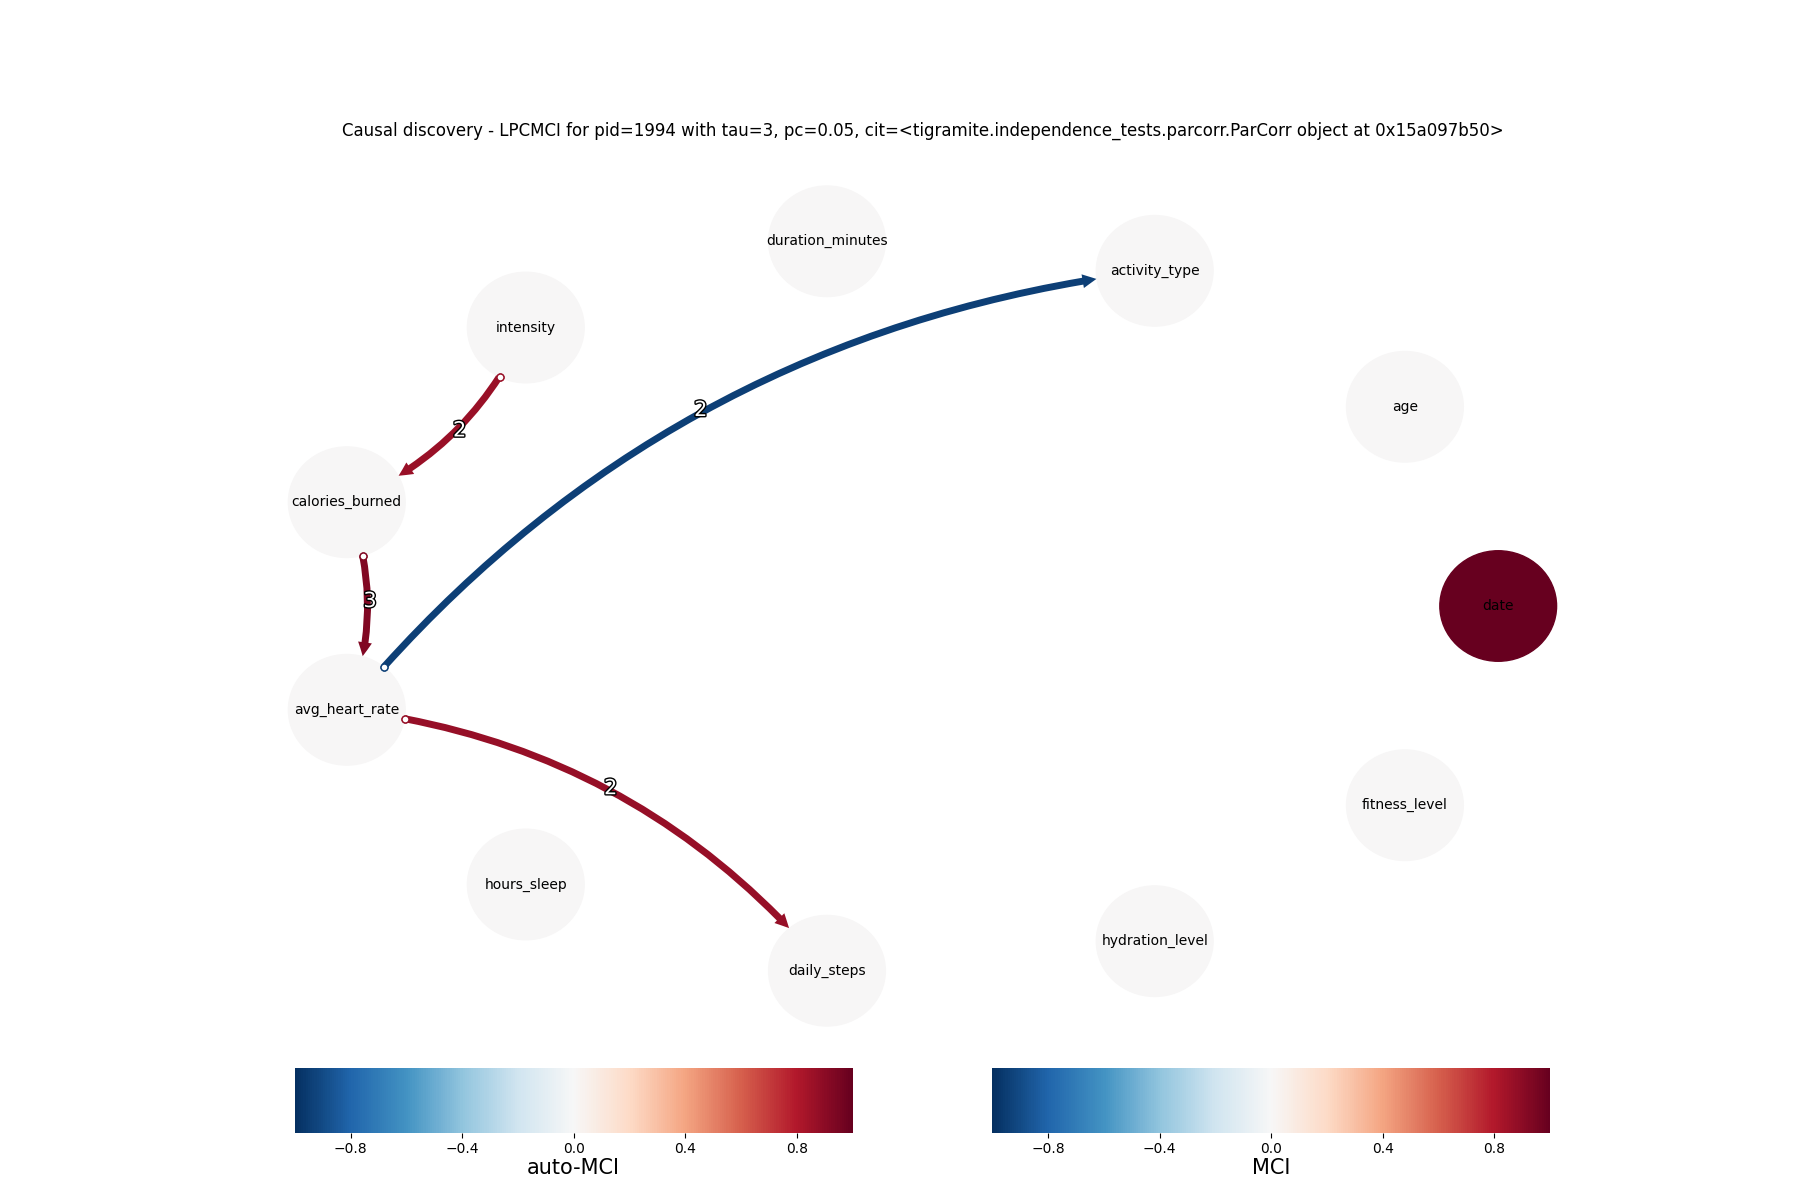 Causal discovery - LPCMCI for pid=1994 with tau=3, pc=0.05, cit=<tigramite.independence_tests.parcorr.ParCorr object at 0x15a097b50>
duration_minutes
activity_type
intensity
age
2
2
calories_burned
3
date
avg_heart_rate
2
fitness_level
hours_sleep
hydration_level
daily_steps
−0.8 −0.4 0.0 0.4 0.8
auto-MCI
−0.8 −0.4 0.0 0.4 0.8
MCI